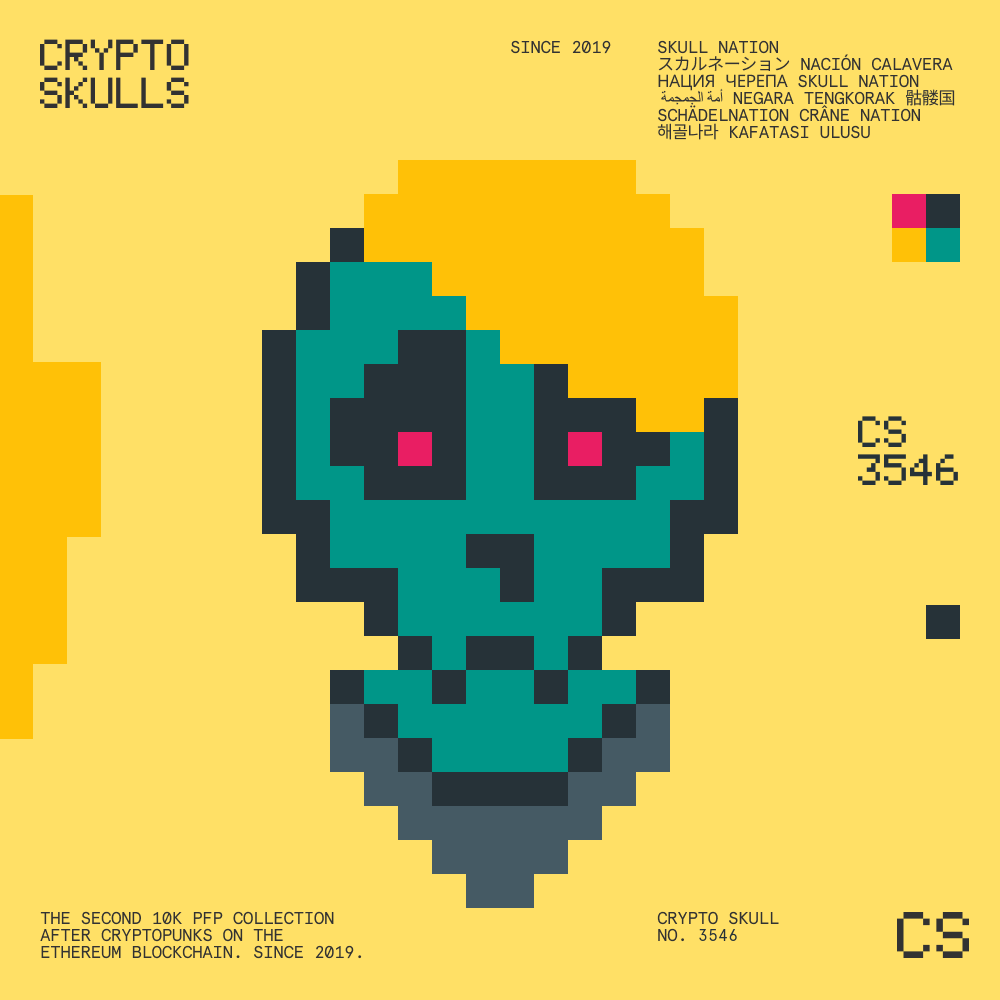 CRYPTO
SKULLS
SINCE 2019
SKULL NATION
スカルネーション NACIÓN CALAVERA
НАЦИЯ ЧЕРЕПА SKULL NATION
أمة الجمجمة NEGARA TENGKORAK 骷髅国
SCHÄDELNATION CRÂNE NATION
해골나라 KAFATASI ULUSU
CS
3546
THE SECOND 10K PFP COLLECTION
AFTER CRYPTOPUNKS ON THE
ETHEREUM BLOCKCHAIN. SINCE 2019.
CRYPTO SKULL
NO. 3546
CS